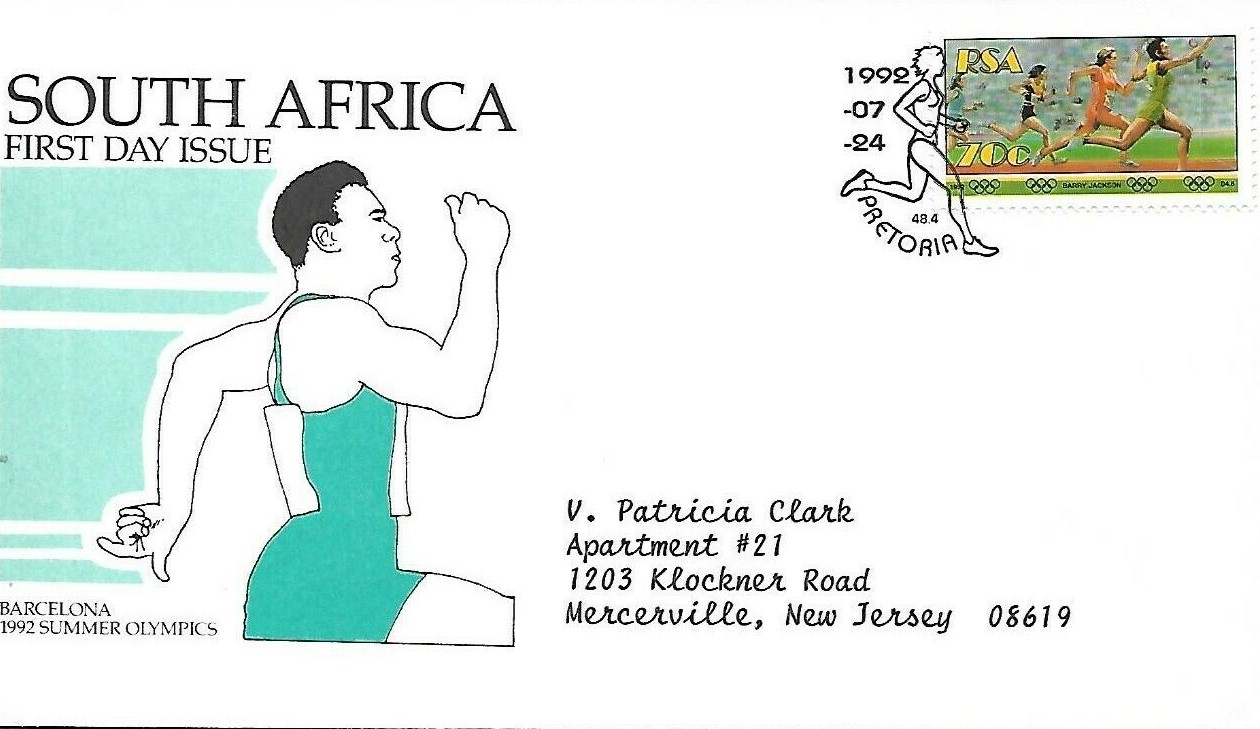 SOUTH AFRICA
FIRST DAY ISSUE
BARCELONA
1992 SUMMER OLYMPICS
1992
-07
-24
48.4
PRETORIA
RSA
70c
1992 BARRY JACKSON D4.6
V. Patricia Clark
Apartment #21
1203 Klockner Road
Mercerville, New Jersey 08619